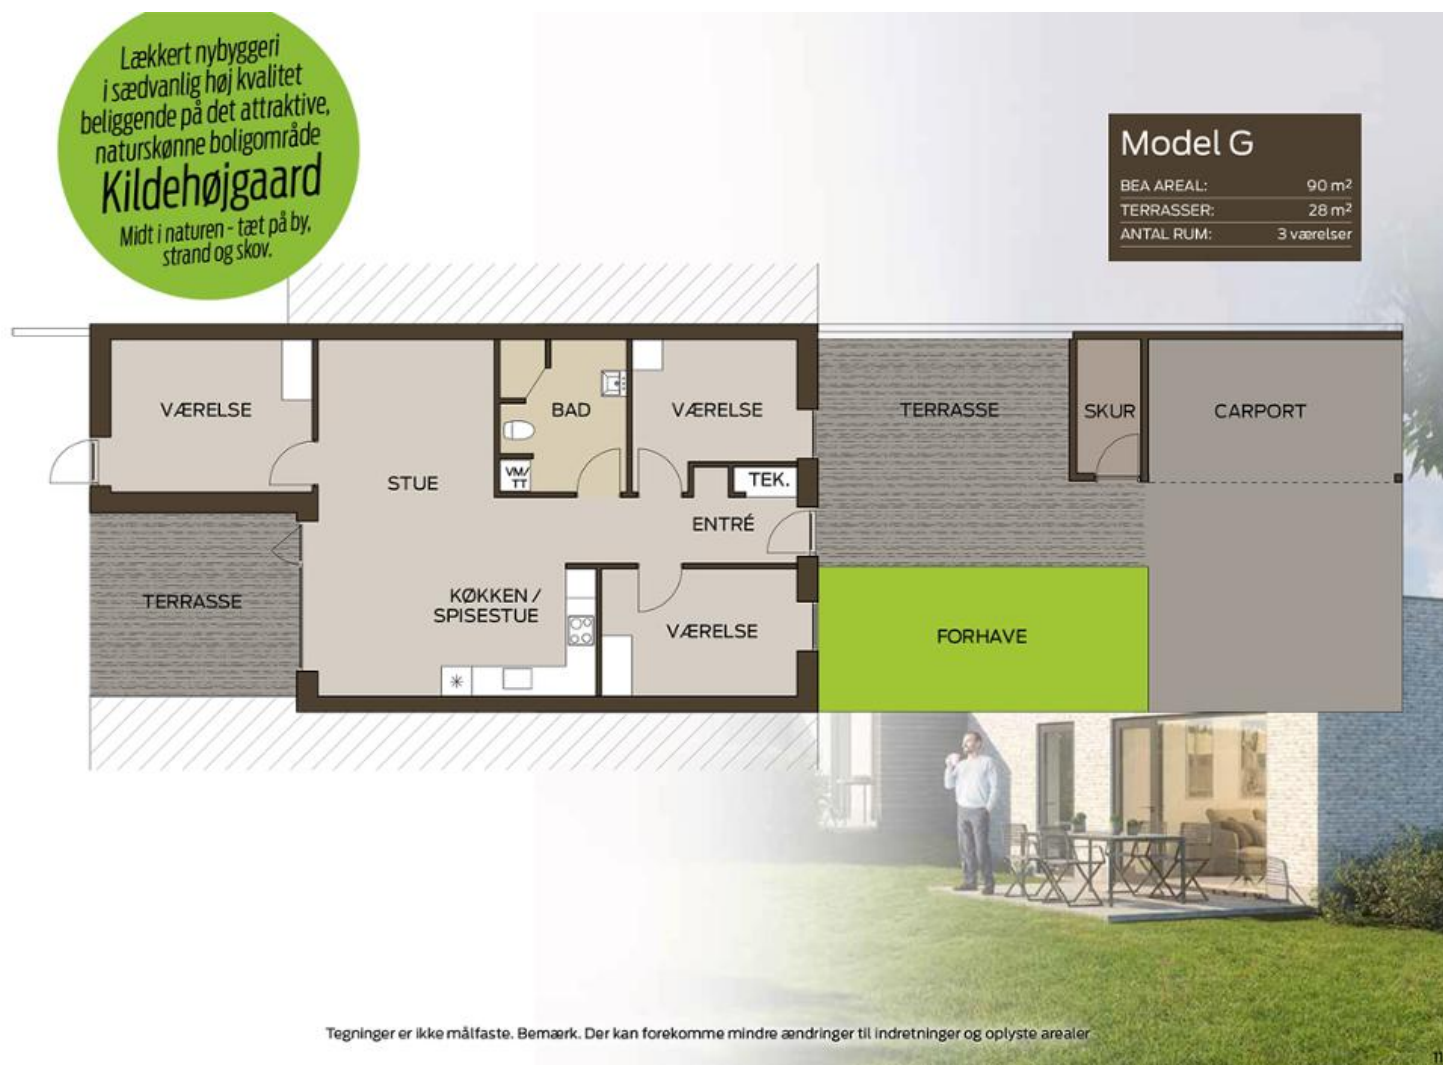 Lækkert nybyggeri
i sædvanlig høj kvalitet
beliggende på det attraktive,
naturskønne boligområde
Kildehøjgaard
Midt i naturen - tæt på by,
strand og skov.
Model G
BEA AREAL: 90 m²
TERRASSER: 28 m²
ANTAL RUM: 3 værelser
VÆRELSE
STUE
BAD
VM/
TT
VÆRELSE
TEK.
ENTRÉ
TERRASSE
SKUR
CARPORT
TERRASSE
KØKKEN /
SPISESTUE
VÆRELSE
FORHAVE
Tegninger er ikke målfaste. Bemærk. Der kan forekomme mindre ændringer til indretninger og oplyste arealer
11